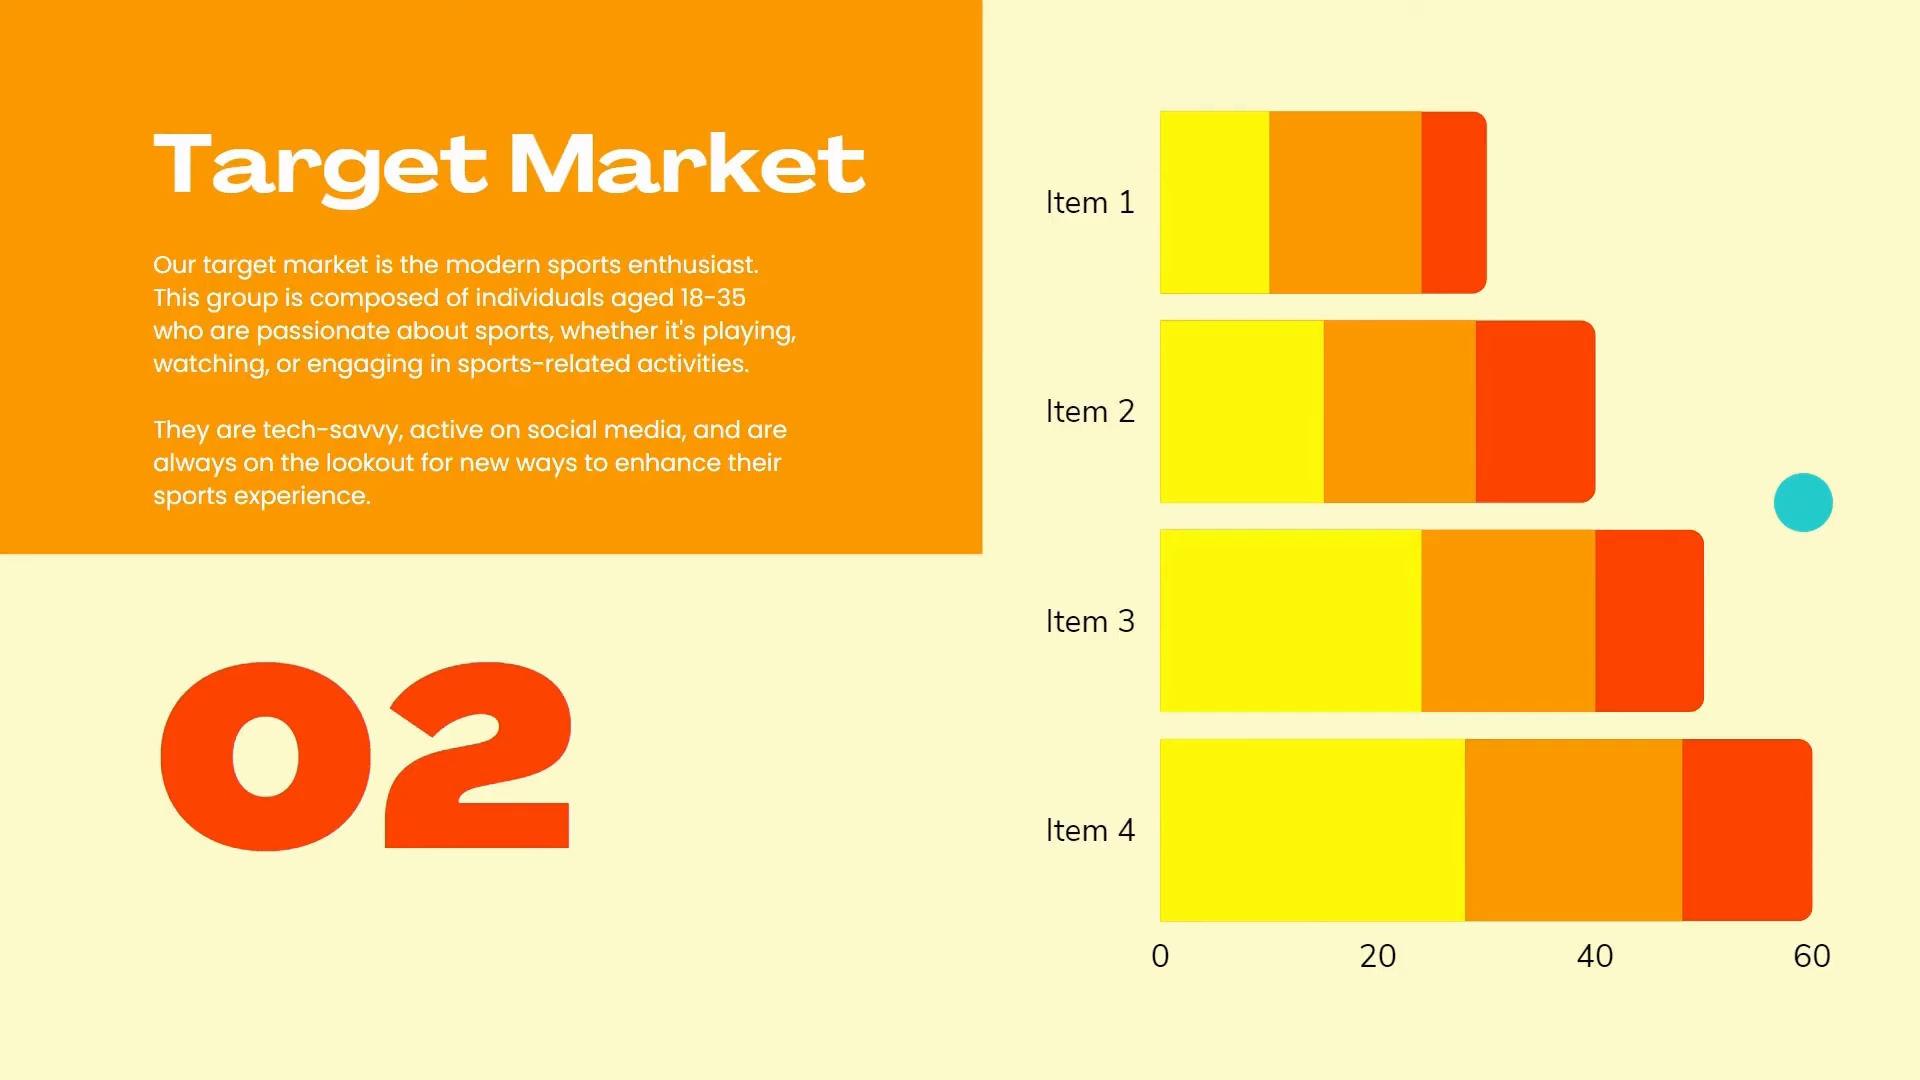 Target Market
Our target market is the modern sports enthusiast.
This group is composed of individuals aged 18-35
who are passionate about sports, whether it's playing,
watching, or engaging in sports-related activities.
They are tech-savvy, active on social media, and are
always on the lookout for new ways to enhance their
sports experience.
02
Item 1
Item 2
Item 3
Item 4
0 20 40 60